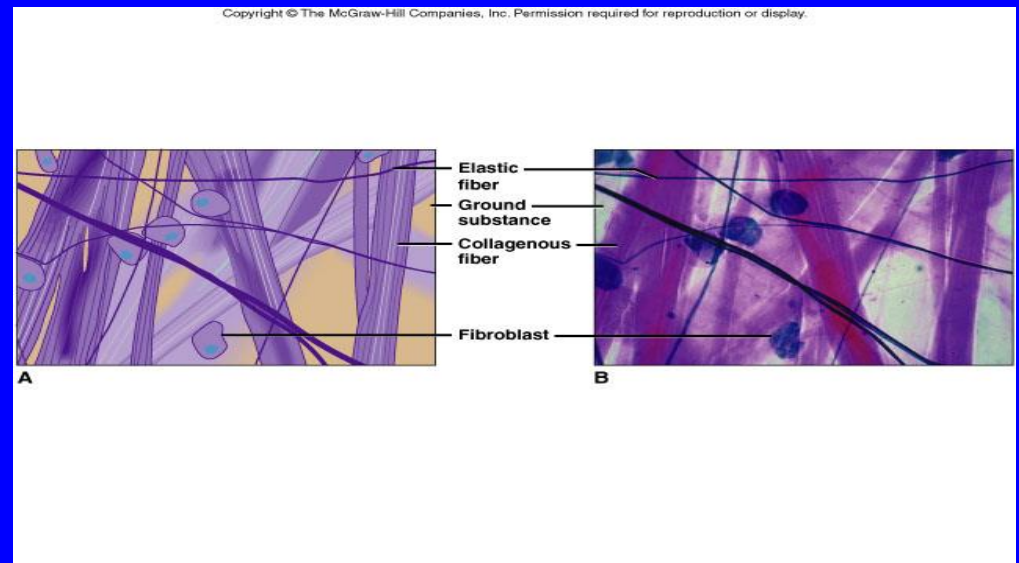 Copyright © The McGraw-Hill Companies, Inc. Permission required for reproduction or display.
Elastic
fiber
Ground
substance
Collagenous
fiber
Fibroblast
A
B